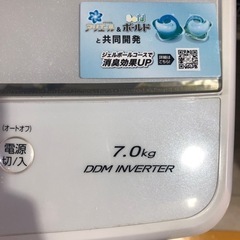 &ボールド
と共同開発
ジェルボールコースで
消臭効果UP
(オートオフ)
電源
切/入
7.0kg
DDM INVERTER